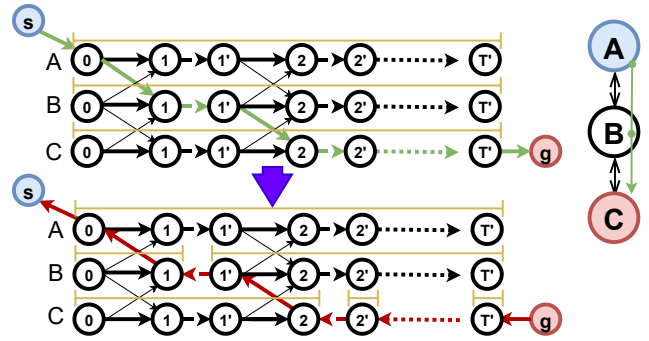 s
A 0 1 1' 2 2' T'
B 0 1 1' 2 2' T'
C 0 1 1' 2 2' T' g
s
A 0 1 1' 2 2' T'
B 0 1 1' 2 2' T'
C 0 1 1' 2 2' T' g
A
B
C